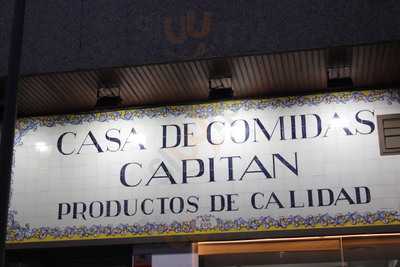 CASA DE COMIDAS
CAPITAN
PRODUCTOS DE CALIDAD